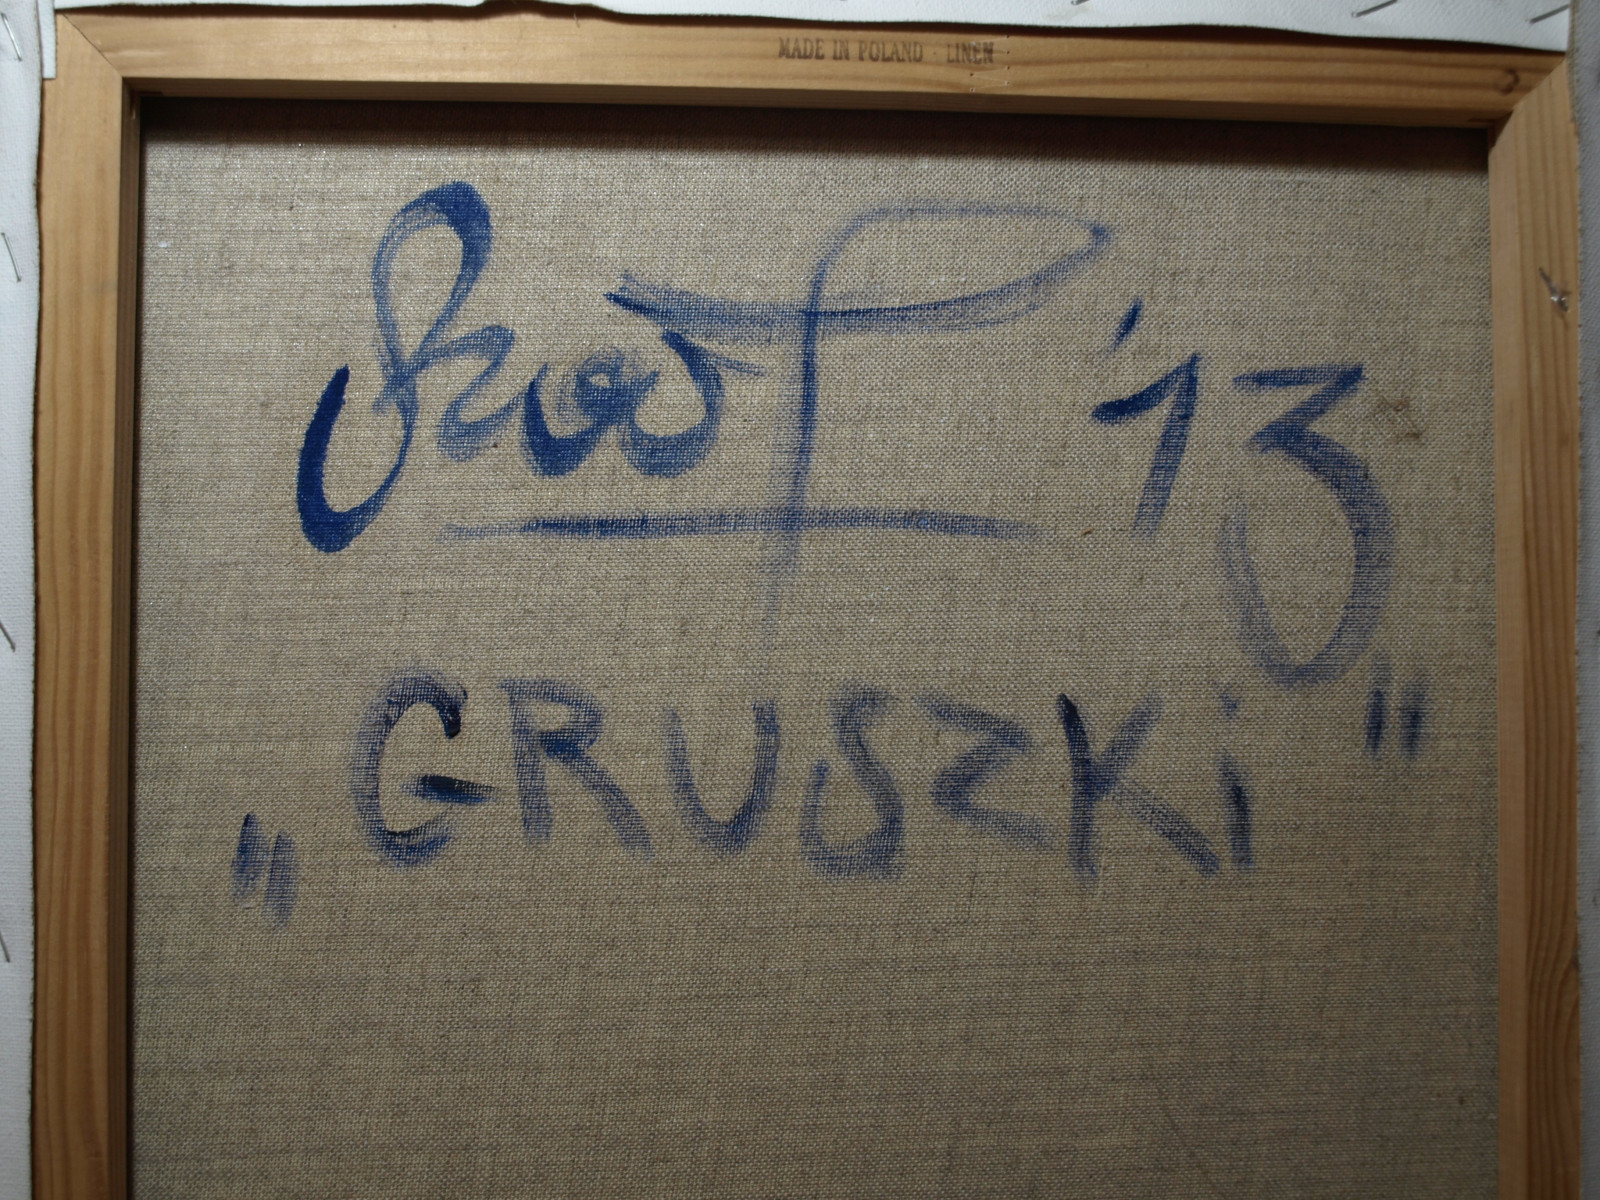 MADE IN POLAND · LINEN
'13
„GRUSZKi"